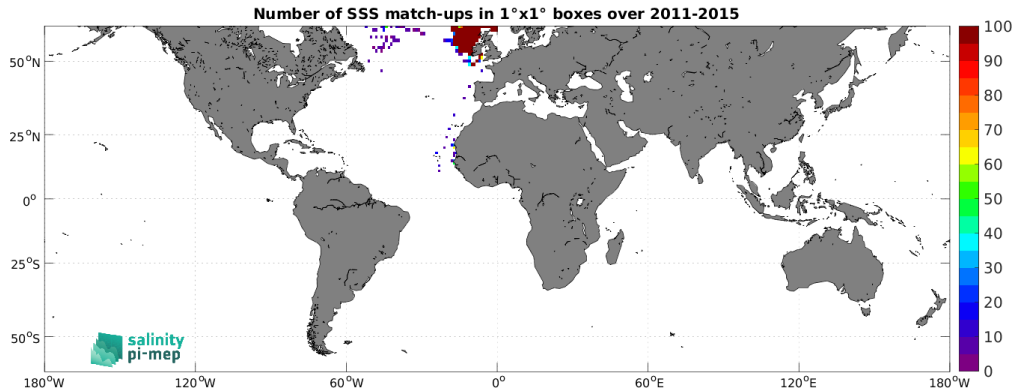 Number of SSS match-ups in 1°x1° boxes over 2011-2015
100
90
80
70
60
50
40
30
20
10
0
50°N
25°N
0°
25°S
50°S
salinity
pi-mep
180°W 120°W 60°W 0° 60°E 120°E 180°W